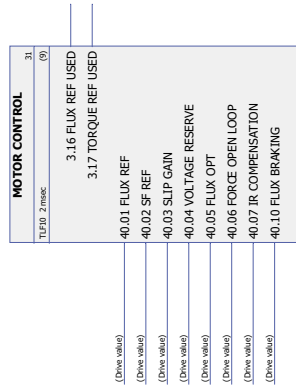 MOTOR CONTROL
31
TLF10 2 msec
(9)
3.16 FLUX REF USED
3.17 TORQUE REF USED
(Drive value)
40.01 FLUX REF
(Drive value)
40.02 SF REF
(Drive value)
40.03 SLIP GAIN
(Drive value)
40.04 VOLTAGE RESERVE
(Drive value)
40.05 FLUX OPT
(Drive value)
40.06 FORCE OPEN LOOP
(Drive value)
40.07 IR COMPENSATION
(Drive value)
40.10 FLUX BRAKING